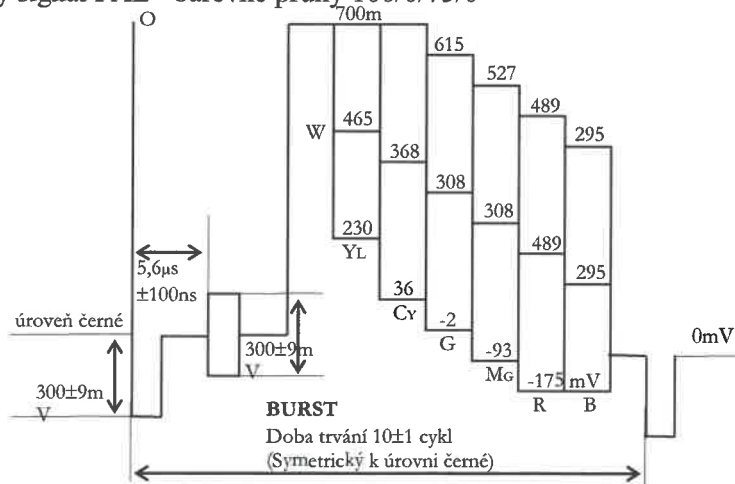 O
700m
615
527
489
465
W
295
368
308
308
489
230
295
YL
5,6µs
±100ns
36
CY
úroveň černé
-2
0mV
G
300±9m
V
-93
MG
300±9m
V
-175 mV
R
B
BURST
Doba trvání 10±1 cykl
(Symetrický k úrovni černé)